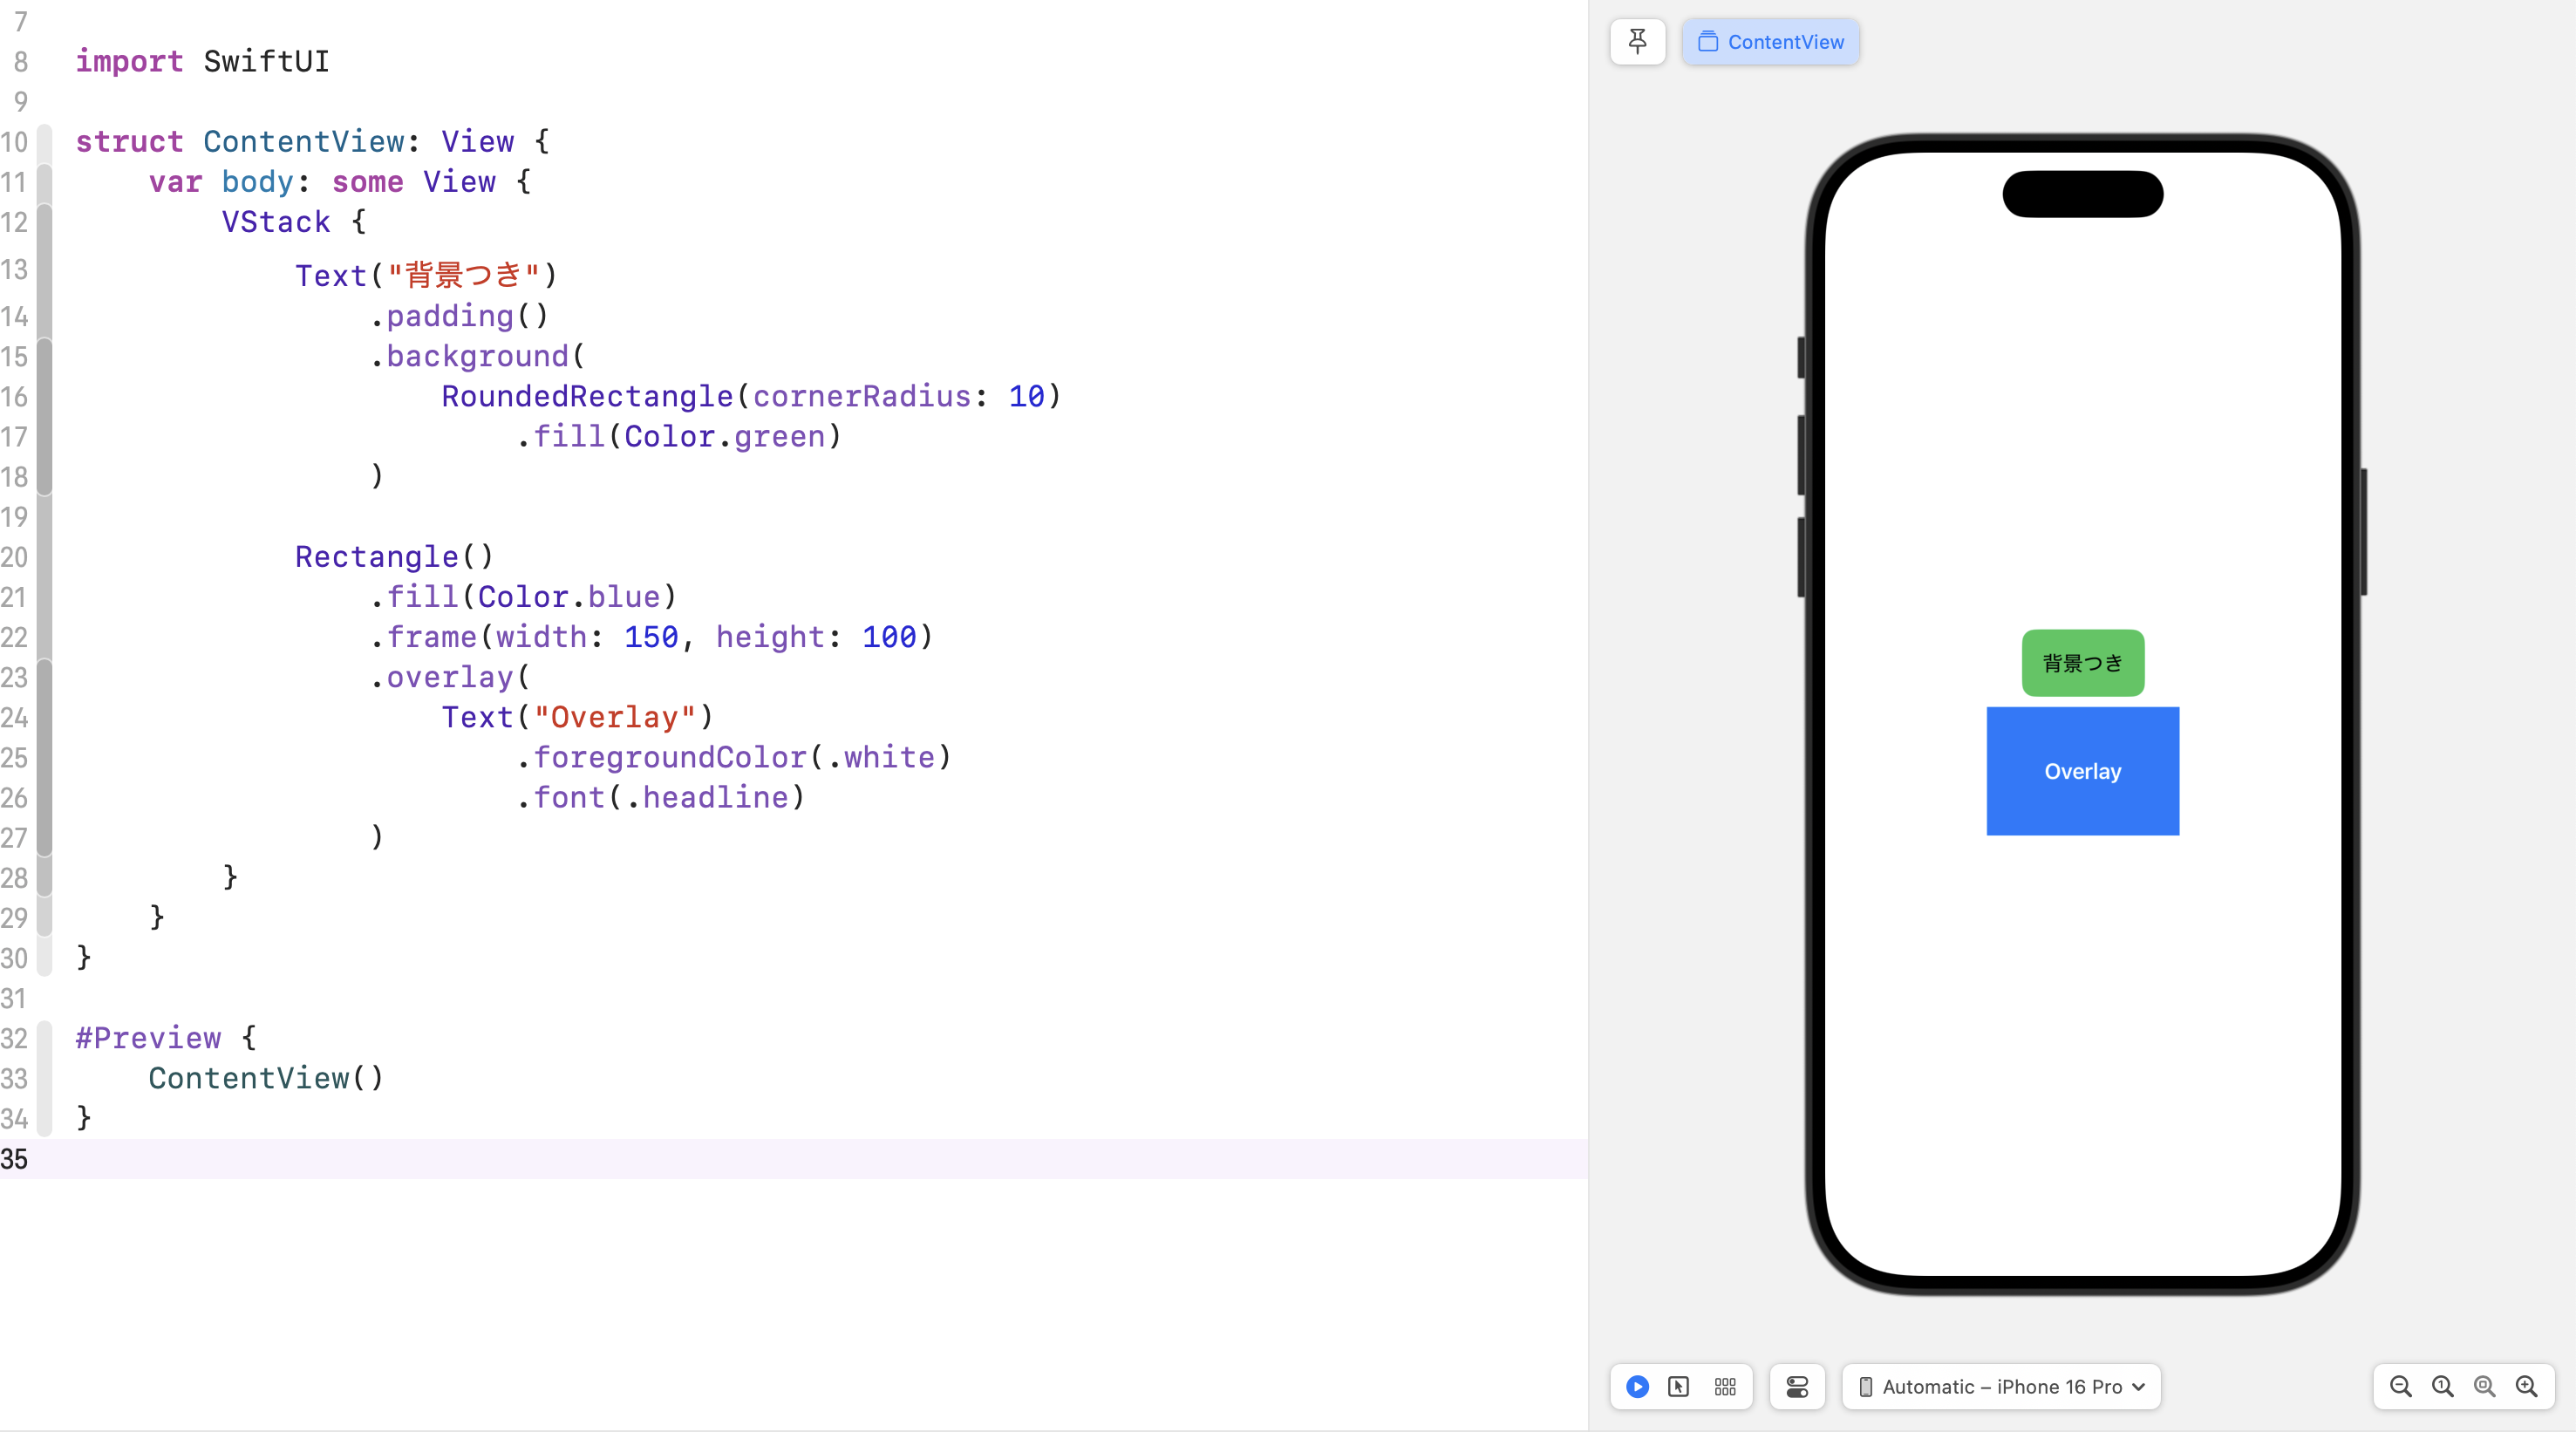 7
8 import SwiftUI
9
10 struct ContentView: View {
11     var body: some View {
12         VStack {
13             Text("背景つき")
14                 .padding()
15                 .background(
16                     RoundedRectangle(cornerRadius: 10)
17                         .fill(Color.green)
18                 )
19
20             Rectangle()
21                 .fill(Color.blue)
22                 .frame(width: 150, height: 100)
23                 .overlay(
24                     Text("Overlay")
25                         .foregroundColor(.white)
26                         .font(.headline)
27                 )
28         }
29     }
30 }
31
32 #Preview {
33     ContentView()
34 }
35
ContentView
背景つき
Overlay
Automatic – iPhone 16 Pro